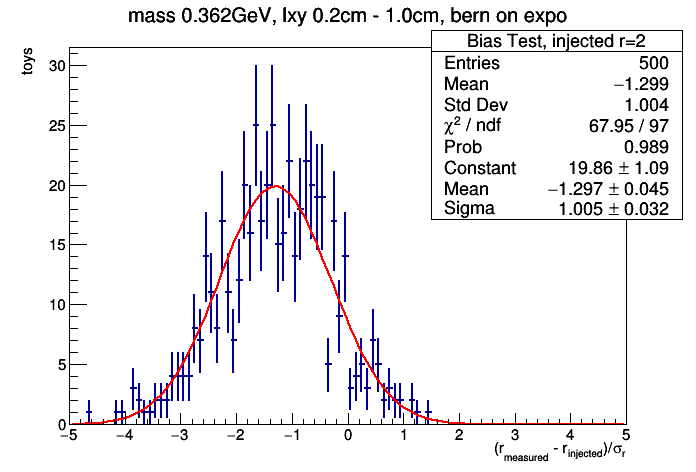 mass 0.362GeV, lxy 0.2cm - 1.0cm, bern on expo
toys
Bias Test, injected r=2
Entries 500
Mean −1.299
Std Dev 1.004
χ² / ndf 67.95 / 97
Prob 0.989
Constant 19.86 ± 1.09
Mean −1.297 ± 0.045
Sigma 1.005 ± 0.032
30
25
20
15
10
5
0
−5 −4 −3 −2 −1 0 1 2 3 4 5
(r_measured - r_injected)/σ_r